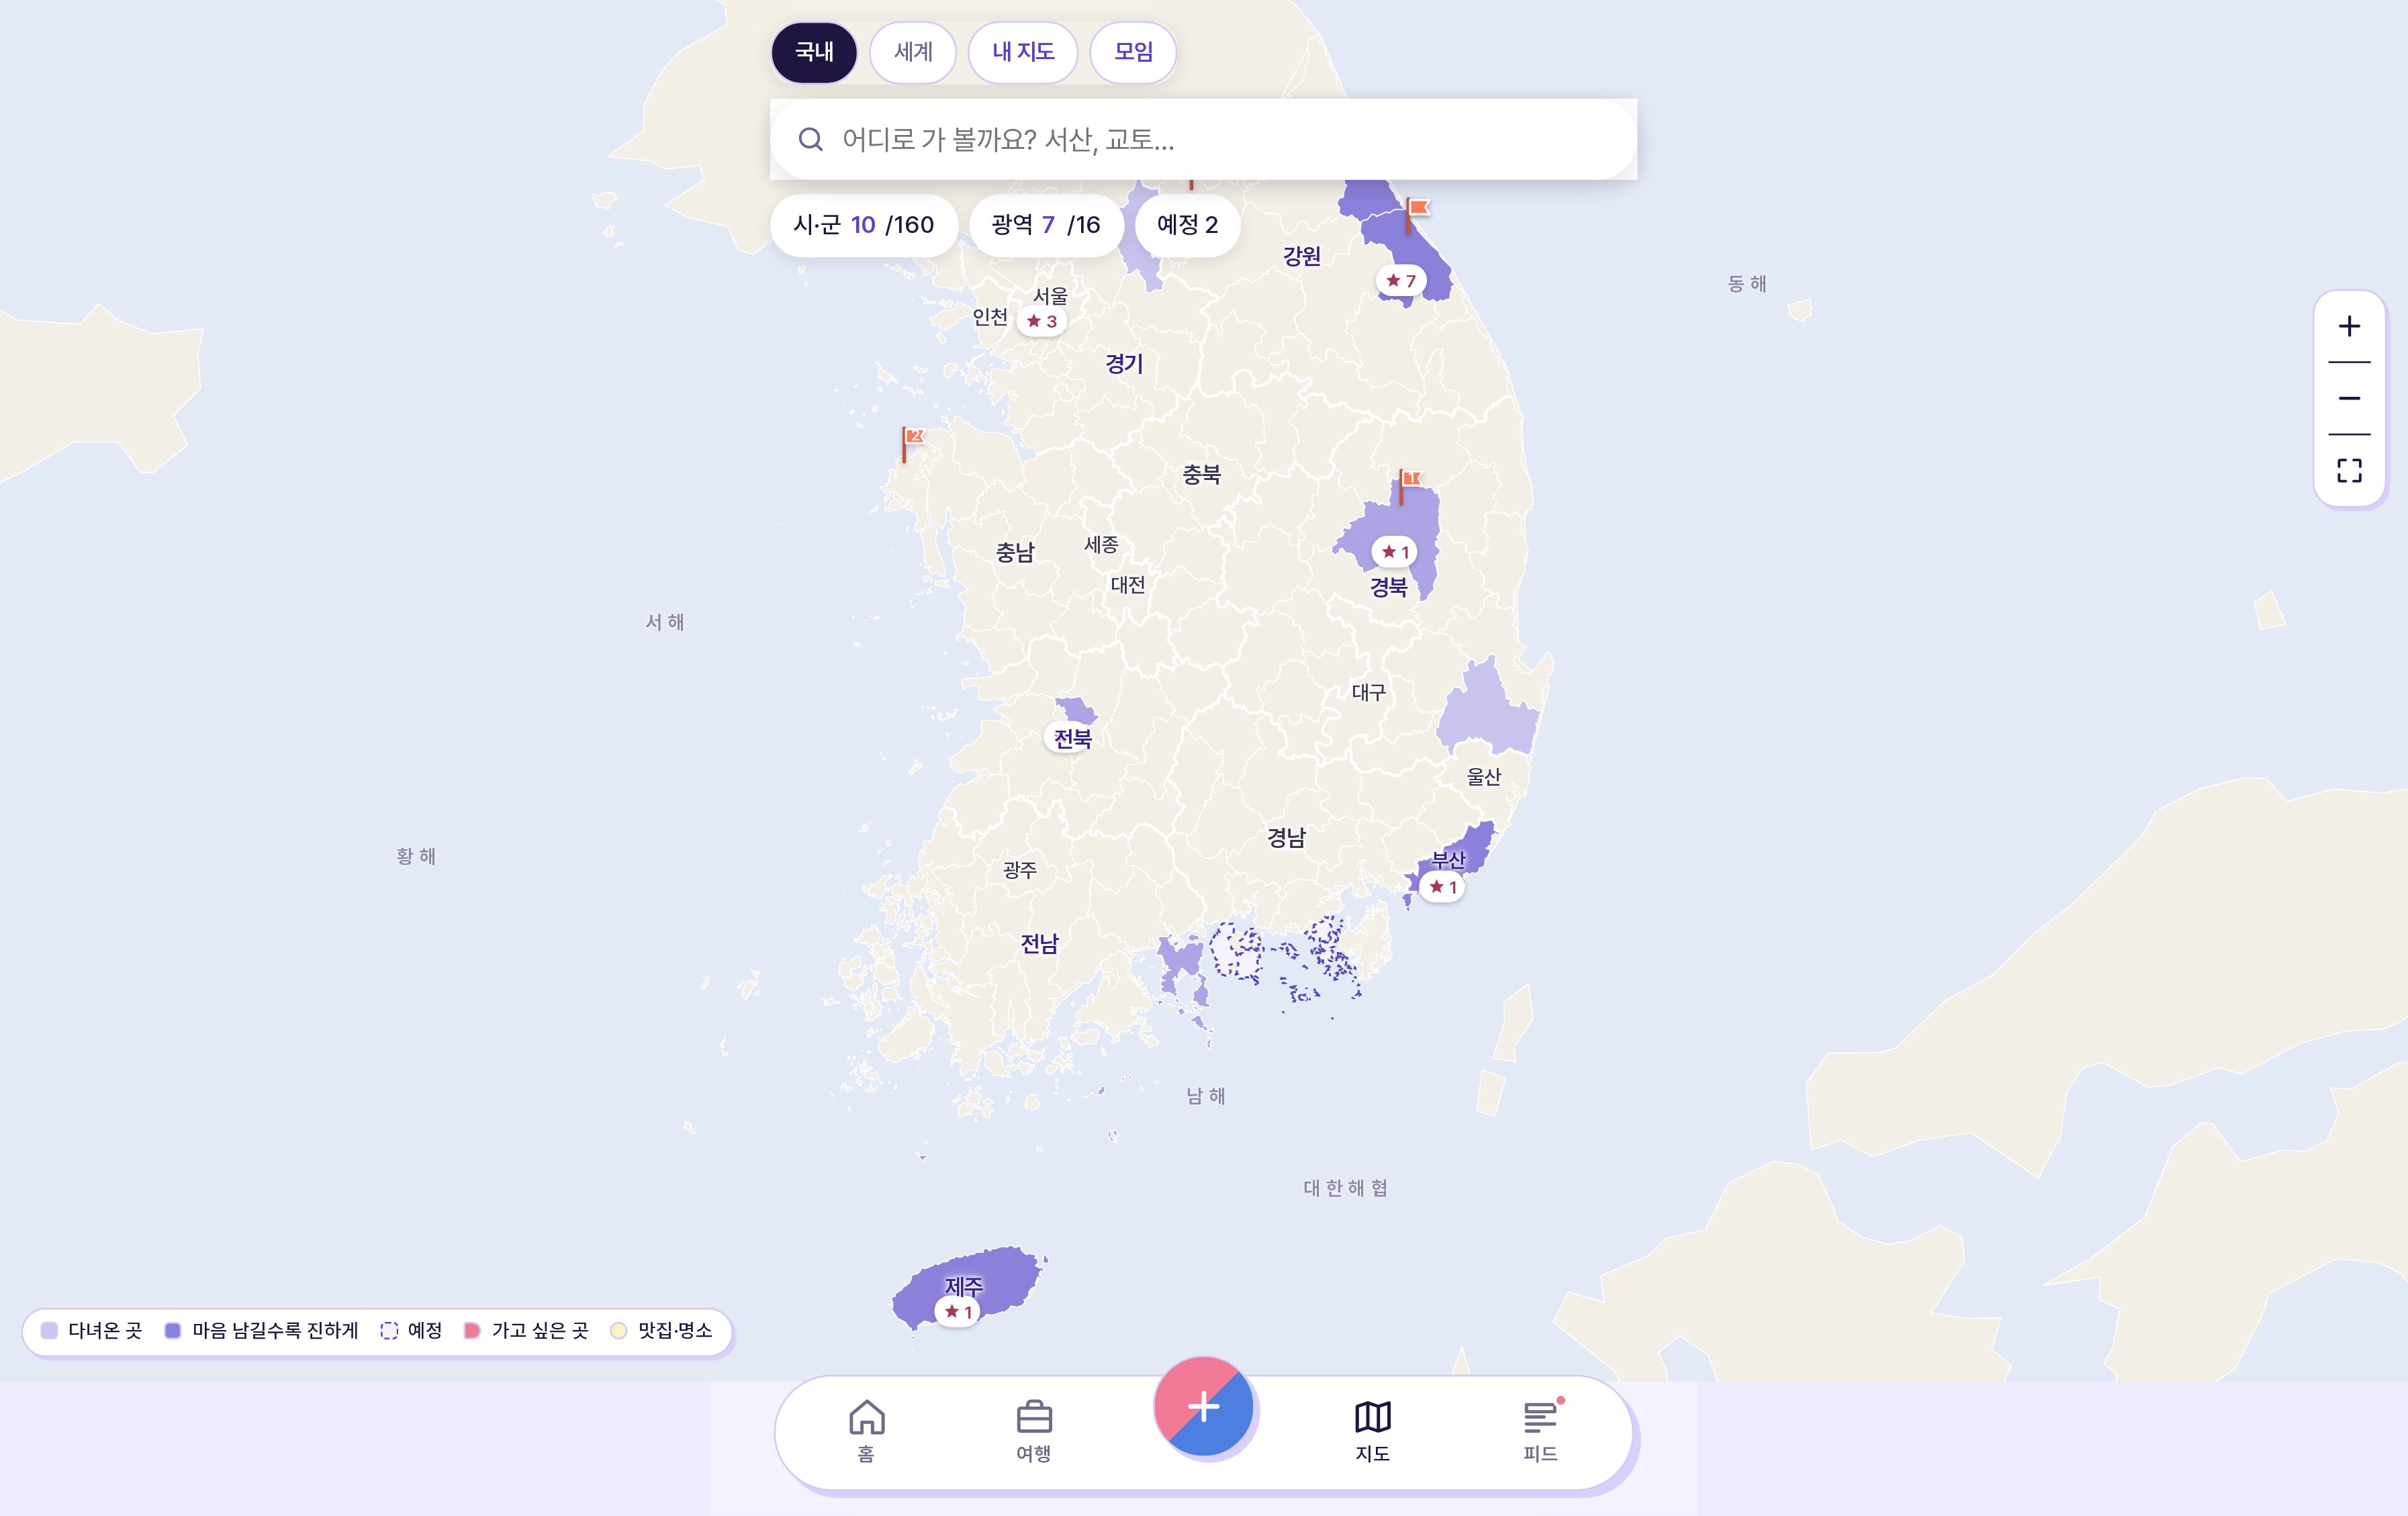 국내 세계 내 지도 모임
어디로 가 볼까요? 서산, 교토...
시·군 10 /160 광역 7 /16 예정 2
강원
동해
★ 7
서울
인천
★ 3
경기
2
충북
1
충남
세종
★ 1
대전
경북
서해
대구
전북
울산
경남
황해
광주
부산
★ 1
전남
남해
대한해협
제주
★ 1
다녀온 곳 마음 남길수록 진하게 예정 가고 싶은 곳 맛집·명소
홈 여행 지도 피드